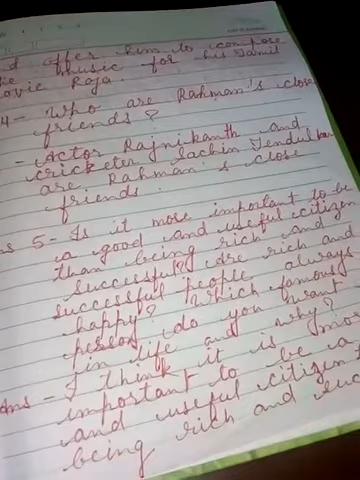 d offer him to compose
the music for his Tamil
movie Roja.
4- Who are Rahman's close
friends?
- Actor Rajnikanth and
cricketer Sachin Tendulkar
are Rahman's close
friends.
5- Is it more important to be
a good and useful citizen
than being rich and
successful? Are rich and
successful people always
happy? Which famous
person do you want
in life and why?
Ans - I think it is more
important to be a
and useful citizen
being rich and suc